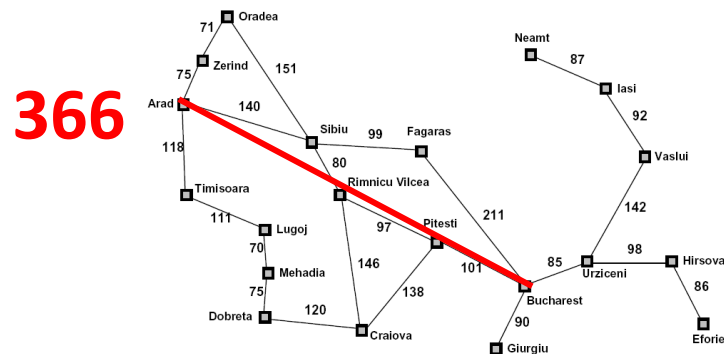 Oradea
71
Neamt
87
Zerind
151
Iasi
75
366
Arad
140
92
Sibiu
99
Fagaras
118
80
Vaslui
Rimnicu Vilcea
Timisoara
211
142
111
Lugoj
97
Pitesti
70
146
101
85
98
Hirsova
Mehadia
Urziceni
75
138
86
Bucharest
120
Dobreta
90
Craiova
Eforie
Giurgiu